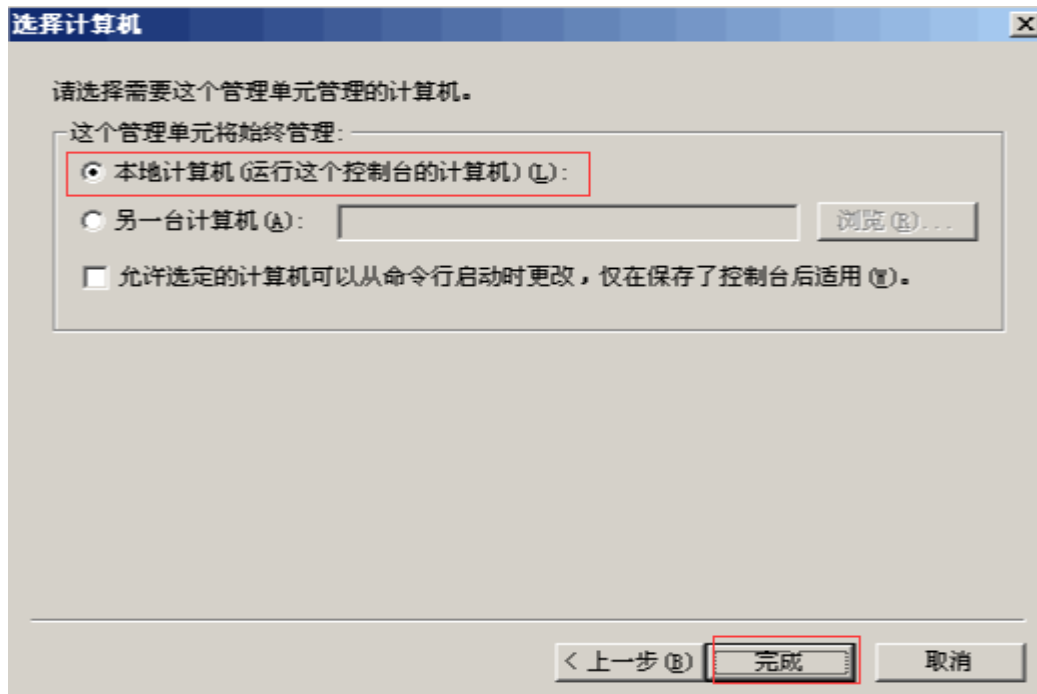 选择计算机
请选择需要这个管理单元管理的计算机。
这个管理单元将始终管理:
本地计算机(运行这个控制台的计算机)(L):
另一台计算机(A):
浏览(R)...
允许选定的计算机可以从命令行启动时更改，仅在保存了控制台后适用(W)。
< 上一步(B) 完成 取消